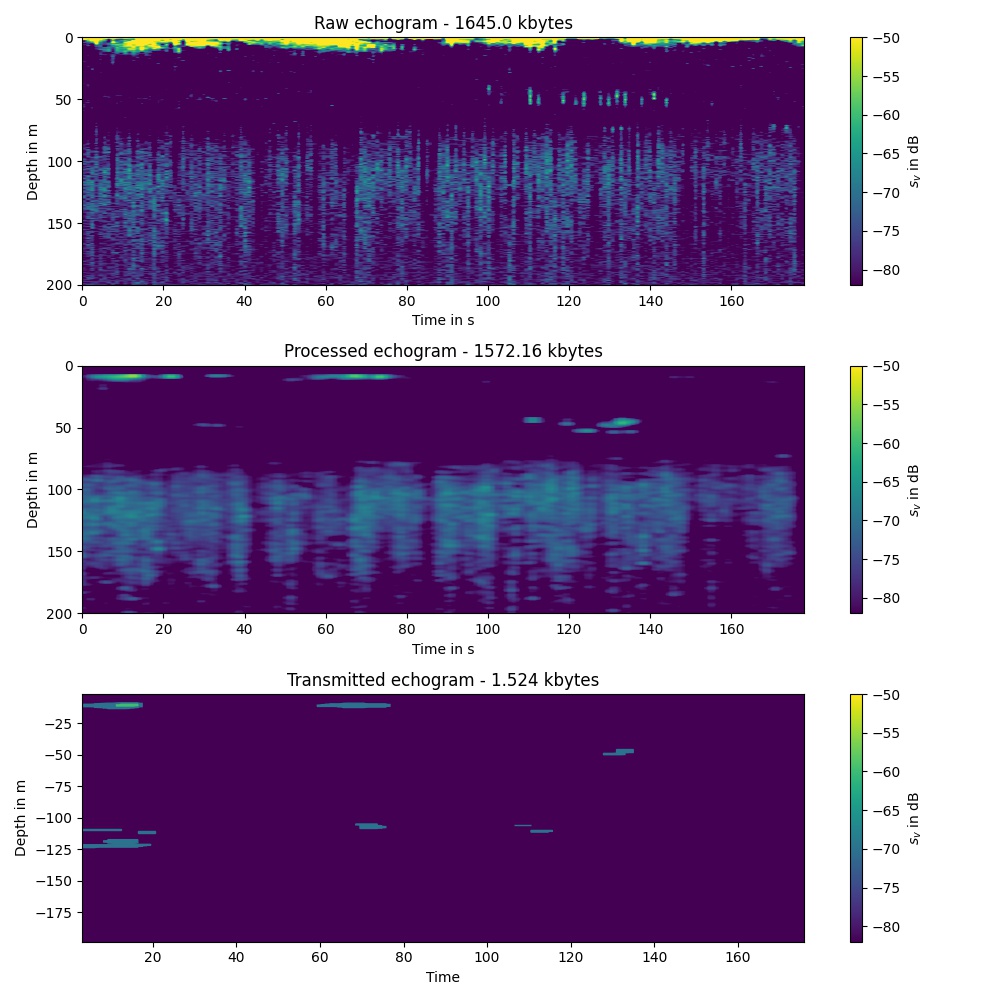 Raw echogram - 1645.0 kbytes
0
50
100
150
200
Depth in m
0 20 40 60 80 100 120 140 160
Time in s
−50
−55
−60
−65
−70
−75
−80
sv in dB
Processed echogram - 1572.16 kbytes
0
50
100
150
200
Depth in m
0 20 40 60 80 100 120 140 160
Time in s
−50
−55
−60
−65
−70
−75
−80
sv in dB
Transmitted echogram - 1.524 kbytes
−25
−50
−75
−100
−125
−150
−175
Depth in m
20 40 60 80 100 120 140 160
Time
−50
−55
−60
−65
−70
−75
−80
sv in dB